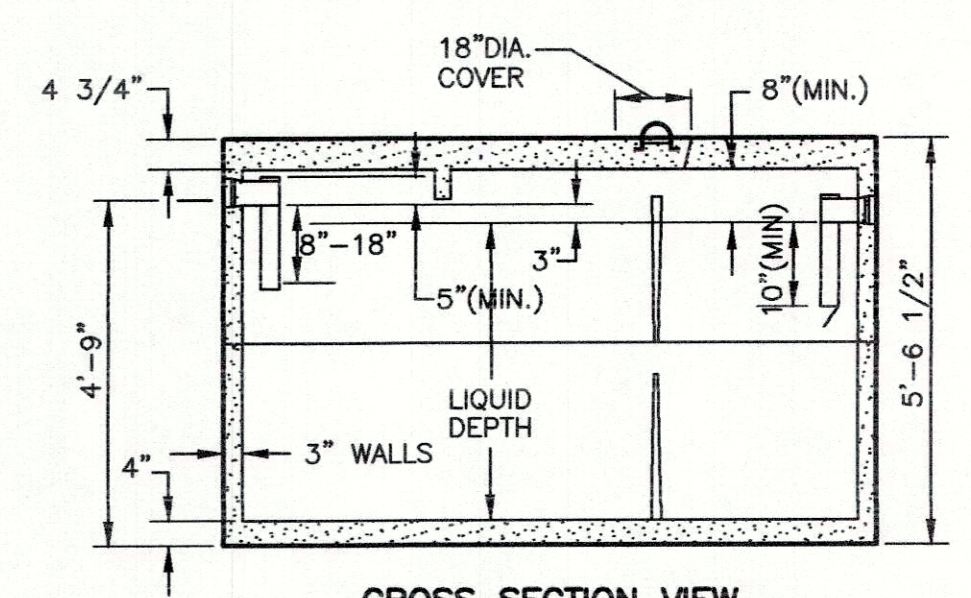 18"DIA.
COVER
4 3/4"
8"(MIN.)
8"-18"
3"
5"(MIN.)
10"(MIN)
4'-9"
5'-6 1/2"
LIQUID
DEPTH
3" WALLS
4"
CROSS SECTION VIEW